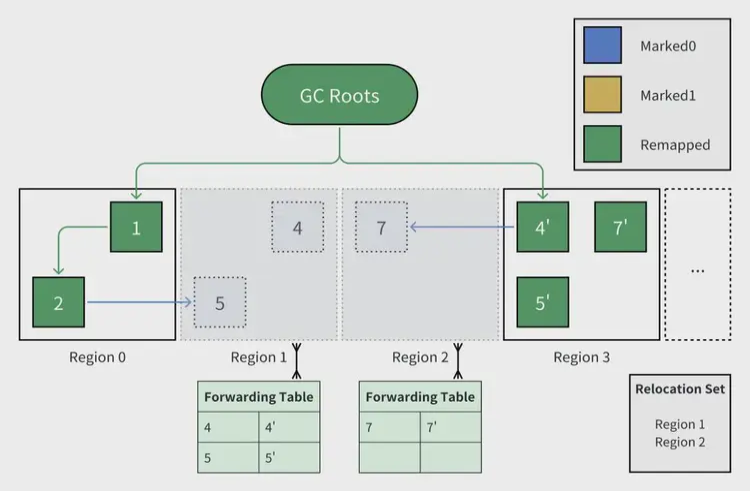 Marked0
Marked1
Remapped
GC Roots
1
4
7
4'
7'
2
5
5'
...
Region 0
Region 1
Region 2
Region 3
Forwarding Table
4 4'
5 5'
Forwarding Table
7 7'
Relocation Set
Region 1
Region 2